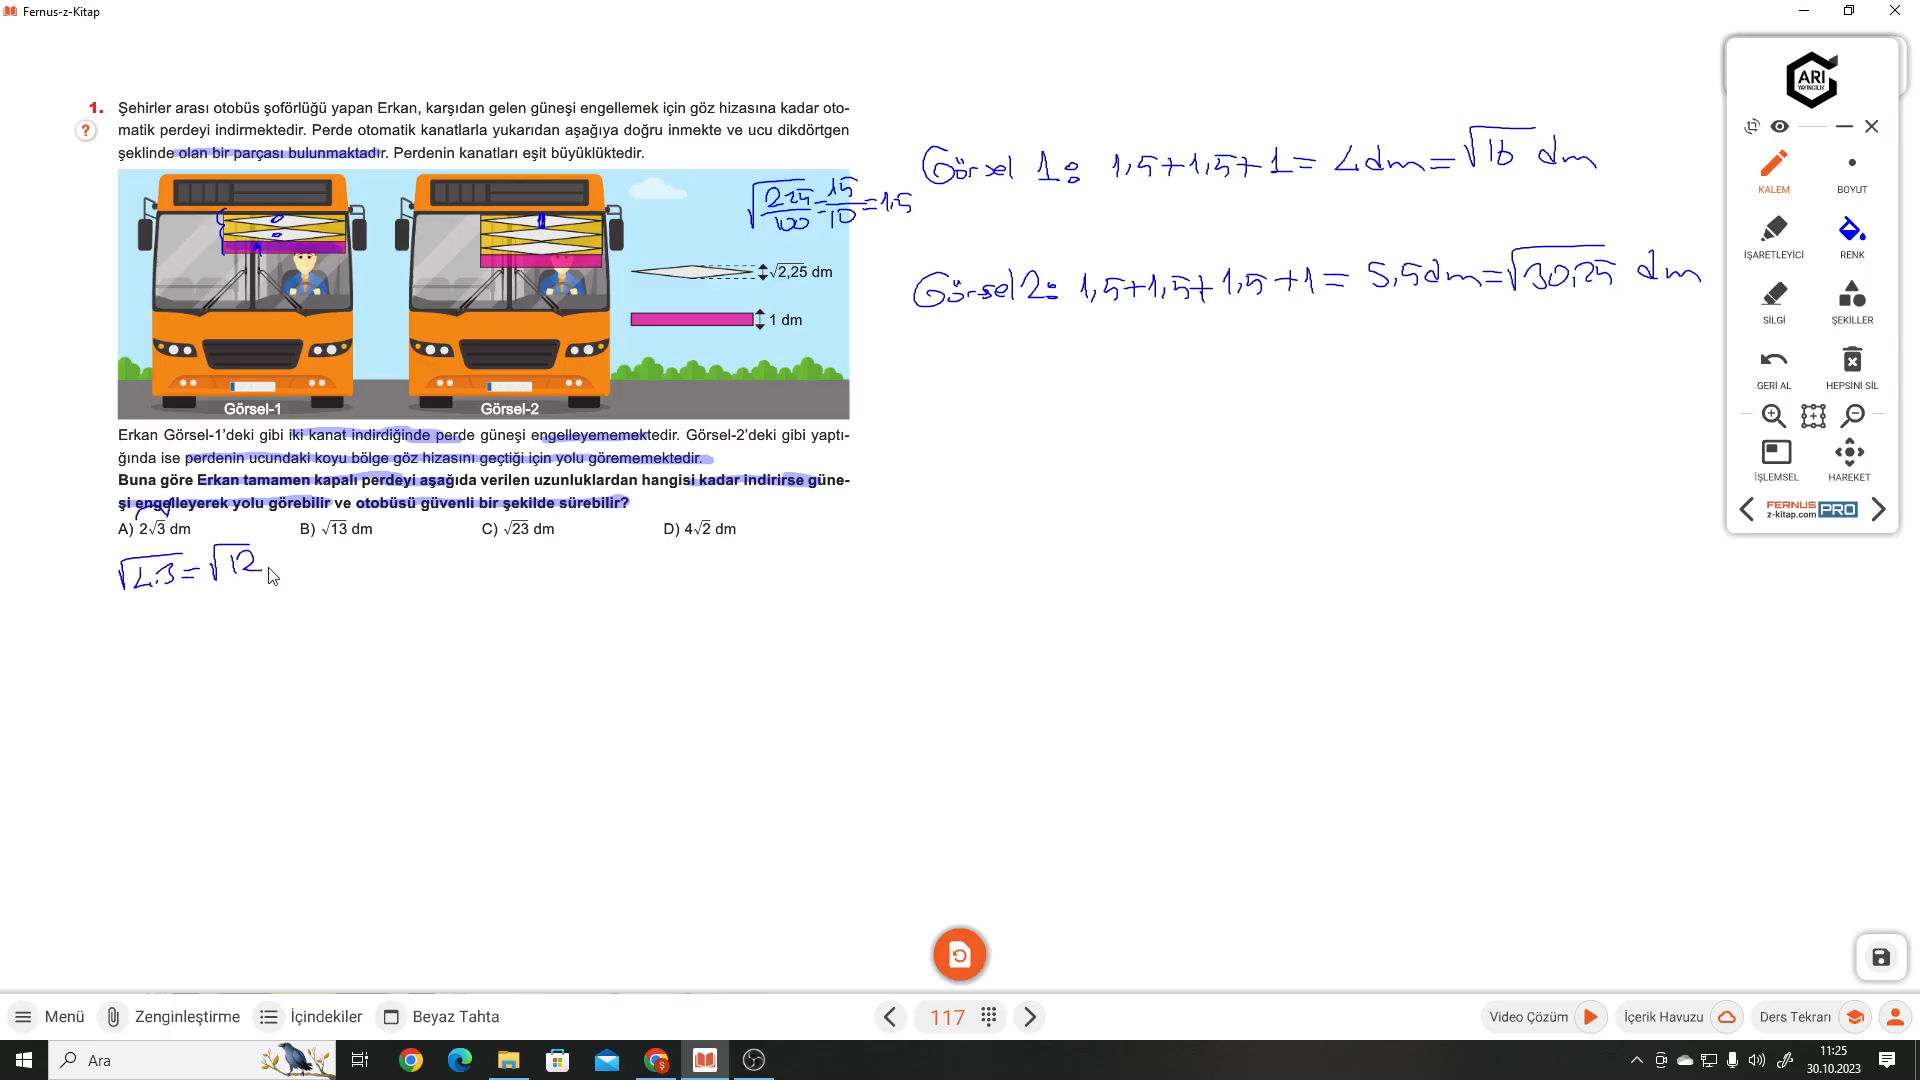 Fernus-z-Kitap
1. Şehirler arası otobüs şoförlüğü yapan Erkan, karşıdan gelen güneşi engellemek için göz hizasına kadar oto-
? matik perdeyi indirmektedir. Perde otomatik kanatlarla yukarıdan aşağıya doğru inmekte ve ucu dikdörtgen
şeklinde olan bir parçası bulunmaktadır. Perdenin kanatları eşit büyüklüktedir.
√225/100 = 15/10 = 1,5
√2,25 dm
1 dm
Görsel-1
Görsel-2
Erkan Görsel-1'deki gibi iki kanat indirdiğinde perde güneşi engelleyememektedir. Görsel-2'deki gibi yaptı-
ğında ise perdenin ucundaki koyu bölge göz hizasını geçtiği için yolu görememektedir.
Buna göre Erkan tamamen kapalı perdeyi aşağıda verilen uzunluklardan hangisi kadar indirirse güne-
şi engelleyerek yolu görebilir ve otobüsü güvenli bir şekilde sürebilir?
A) 2√3 dm B) √13 dm C) √23 dm D) 4√2 dm
√4.3 = √12
Görsel 1: 1,5+1,5+1 = 4 dm = √16 dm
Görsel 2: 1,5+1,5+1,5+1 = 5,5 dm = √30,25 dm
ARI
YAYINCILIK
KALEM
BOYUT
İŞARETLEYİCİ
RENK
SİLGİ
ŞEKİLLER
GERİ AL
HEPSİNİ SİL
İŞLEMSEL
HAREKET
FERNUS
z-kitap.com PRO
Menü
Zenginleştirme
İçindekiler
Beyaz Tahta
117
Video Çözüm
İçerik Havuzu
Ders Tekrarı
Ara
11:25
30.10.2023